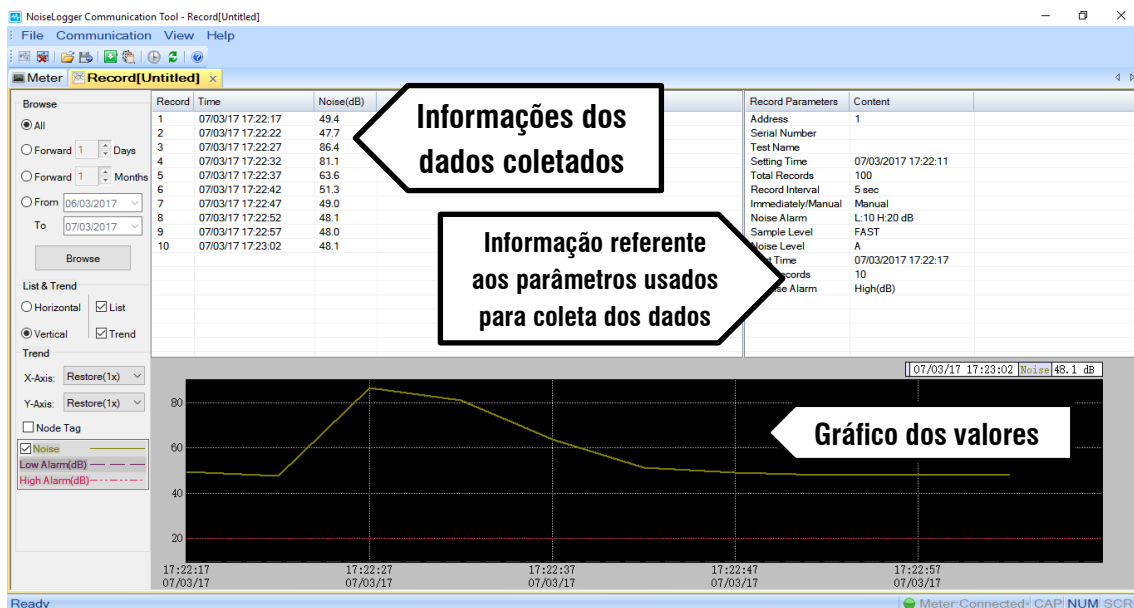 NoiseLogger Communication Tool - Record[Untitled]
File Communication View Help
Meter Record[Untitled] ×
Browse
All
Forward 1 Days
Forward 1 Months
From 06/03/2017
To 07/03/2017
Browse
List & Trend
Horizontal List
Vertical Trend
Trend
X-Axis: Restore(1x)
Y-Axis: Restore(1x)
Node Tag
Noise
Low Alarm(dB)
High Alarm(dB)
Record Time Noise(dB)
1 07/03/17 17:22:17 49.4
2 07/03/17 17:22:22 47.7
3 07/03/17 17:22:27 86.4
4 07/03/17 17:22:32 81.1
5 07/03/17 17:22:37 63.6
6 07/03/17 17:22:42 51.3
7 07/03/17 17:22:47 49.0
8 07/03/17 17:22:52 48.1
9 07/03/17 17:22:57 48.0
10 07/03/17 17:23:02 48.1
Informações dos
dados coletados
Informação referente
aos parâmetros usados
para coleta dos dados
Record Parameters Content
Address 1
Serial Number
Test Name
Setting Time 07/03/2017 17:22:11
Total Records 100
Record Interval 5 sec
Immediately/Manual Manual
Noise Alarm L:10 H:20 dB
Sample Level FAST
Noise Level A
Time 07/03/2017 17:22:17
10
Alarm High(dB)
07/03/17 17:23:02 Noise 48.1 dB
Gráfico dos valores
80
60
40
20
17:22:17 17:22:27 17:22:37 17:22:47 17:22:57
07/03/17 07/03/17 07/03/17 07/03/17 07/03/17
Ready Meter:Connected CAP NUM SCR